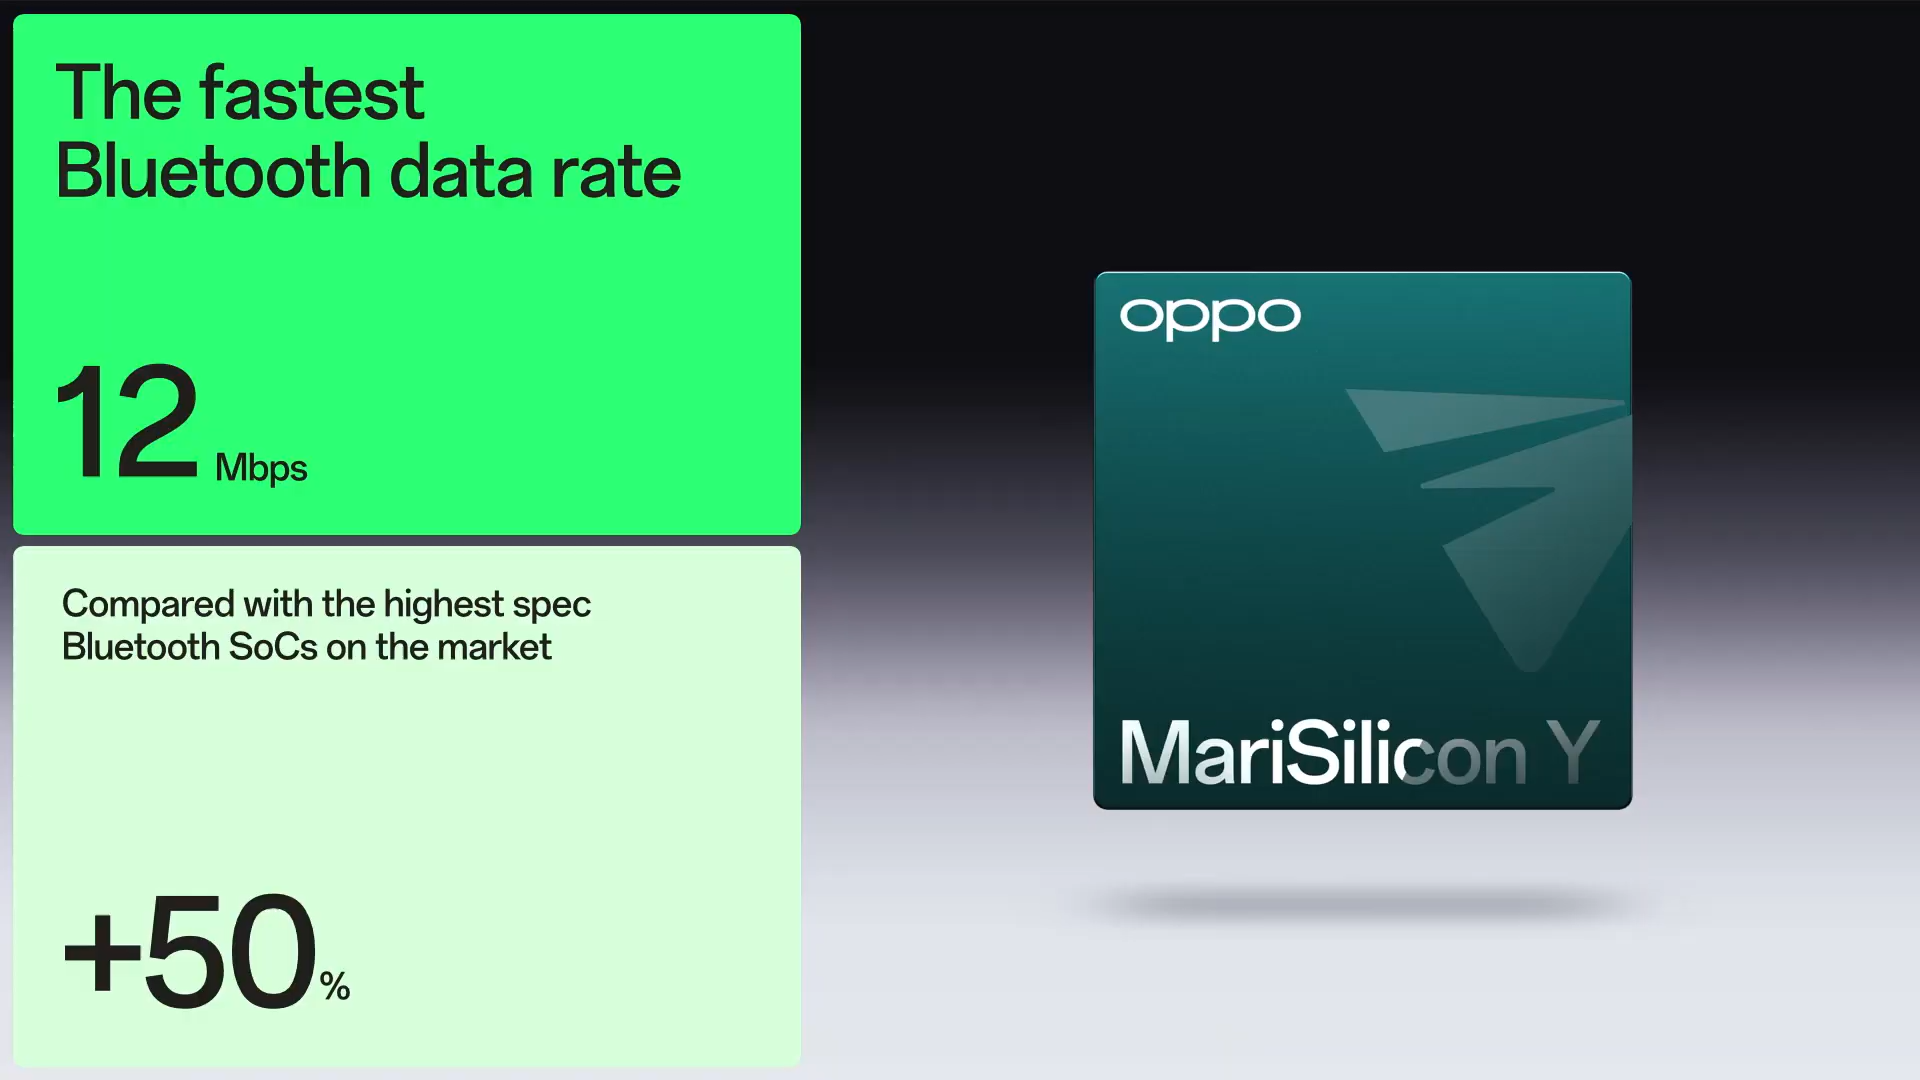 The fastest
Bluetooth data rate
12 Mbps
Compared with the highest spec
Bluetooth SoCs on the market
+50%
oppo
MariSilicon Y